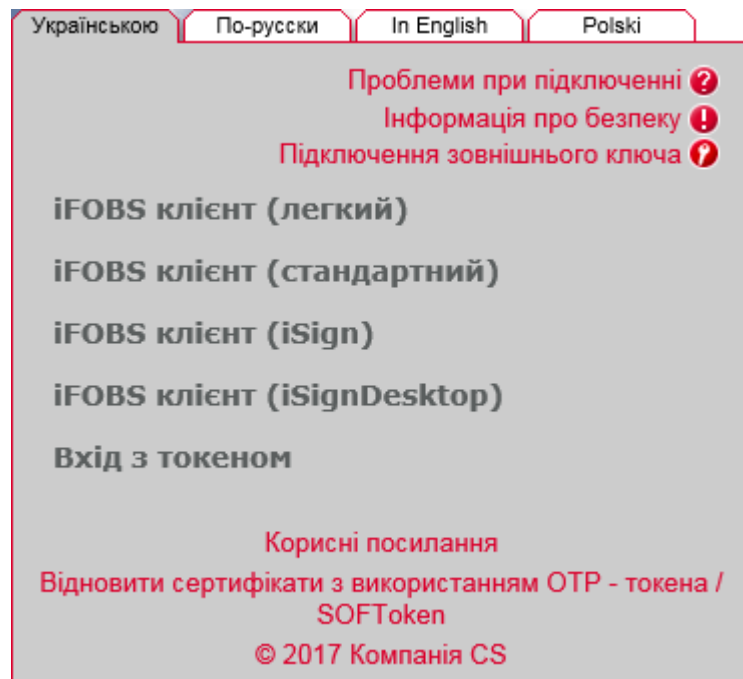 Українською По-русски In English Polski
Проблеми при підключенні
Інформація про безпеку
Підключення зовнішнього ключа
iFOBS клієнт (легкий)
iFOBS клієнт (стандартний)
iFOBS клієнт (iSign)
iFOBS клієнт (iSignDesktop)
Вхід з токеном
Корисні посилання
Відновити сертифікати з використанням OTP - токена /
SOFToken
© 2017 Компанія CS